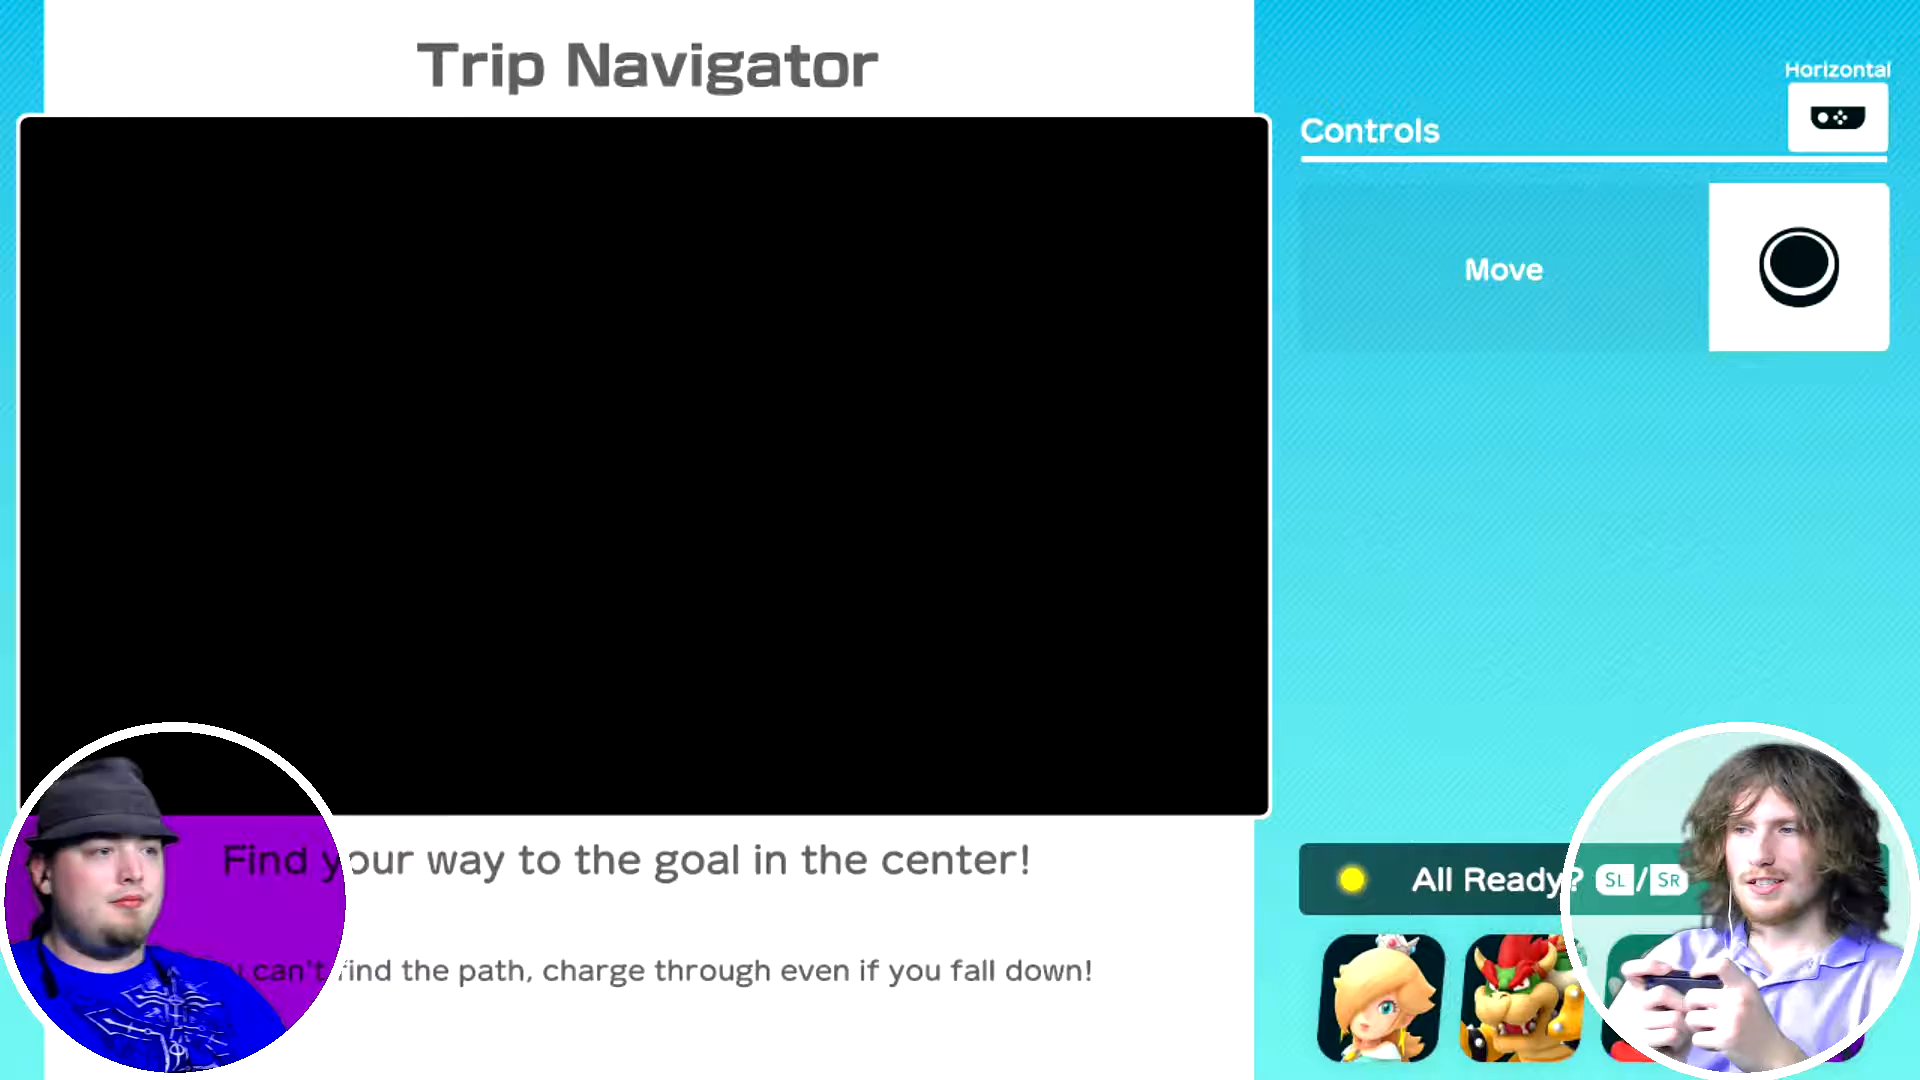 Trip Navigator
Horizontal
Controls
Move
Find your way to the goal in the center!
All Ready? SL/SR
can't find the path, charge through even if you fall down!